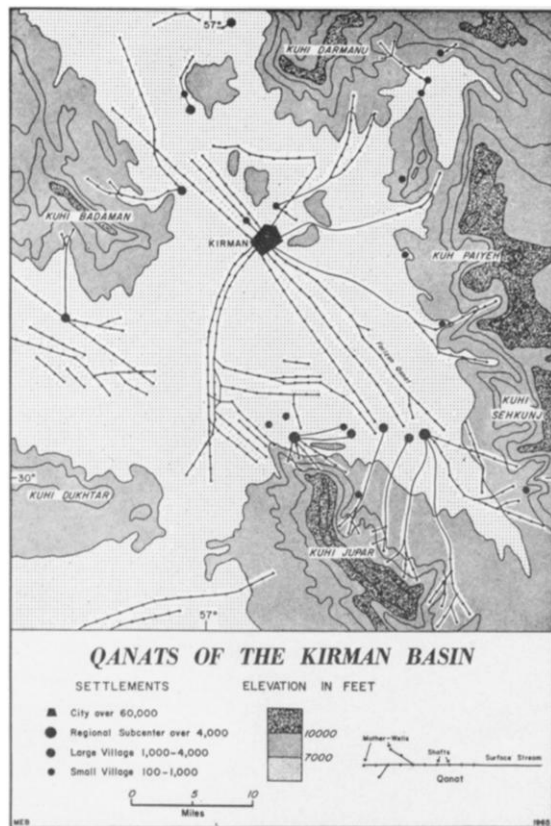 57°
KUHI DARMANU
KUHI BADAMAN
KIRMAN
KUH PAIYEH
Farizan Qanat
KUHI SEHKUNJ
30°
KUHI DUKHTAR
KUHI JUPAR
57°
QANATS OF THE KIRMAN BASIN
SETTLEMENTS
City over 60,000
Regional Subcenter over 4,000
Large Village 1,000-4,000
Small Village 100-1,000
0 5 10
Miles
ELEVATION IN FEET
10000
7000
Mother-Wells
Shafts
Surface Stream
Qanat
MEB
1965